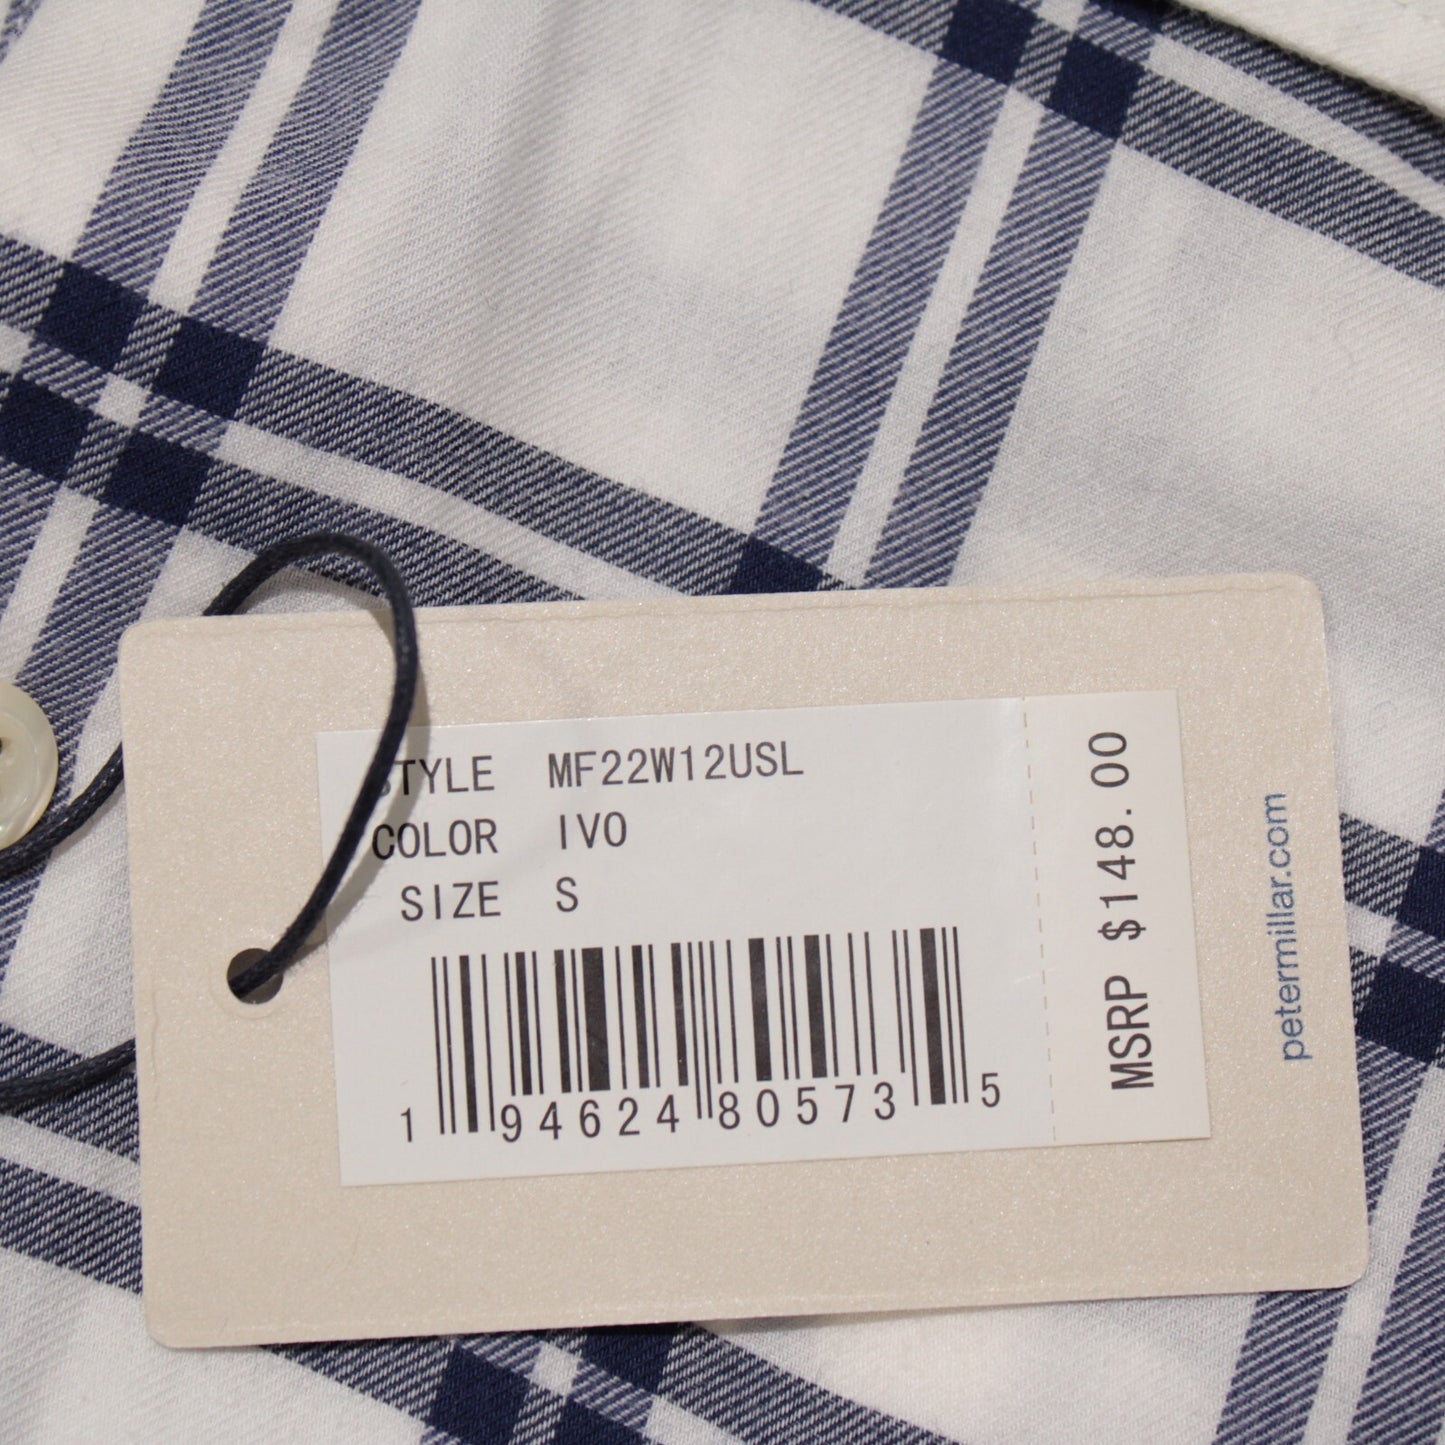 STYLE MF22W12USL
COLOR IVO
SIZE S
1 94624 80573 5
MSRP $148.00
petermillar.com